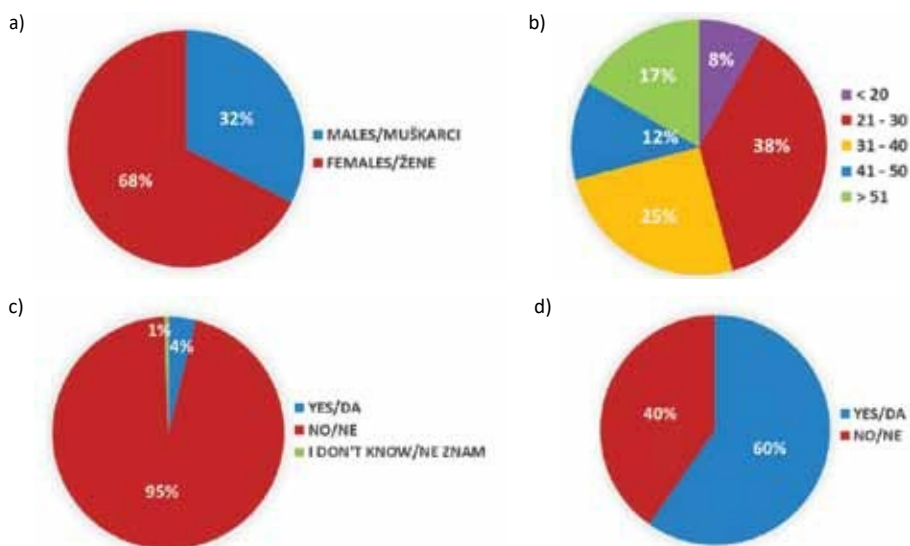 a)
32%
68%
MALES/MUŠKARCI
FEMALES/ŽENE
b)
8%
17%
12%
38%
25%
< 20
21 - 30
31 - 40
41 - 50
> 51
c)
1%
4%
95%
YES/DA
NO/NE
I DON'T KNOW/NE ZNAM
d)
40%
60%
YES/DA
NO/NE